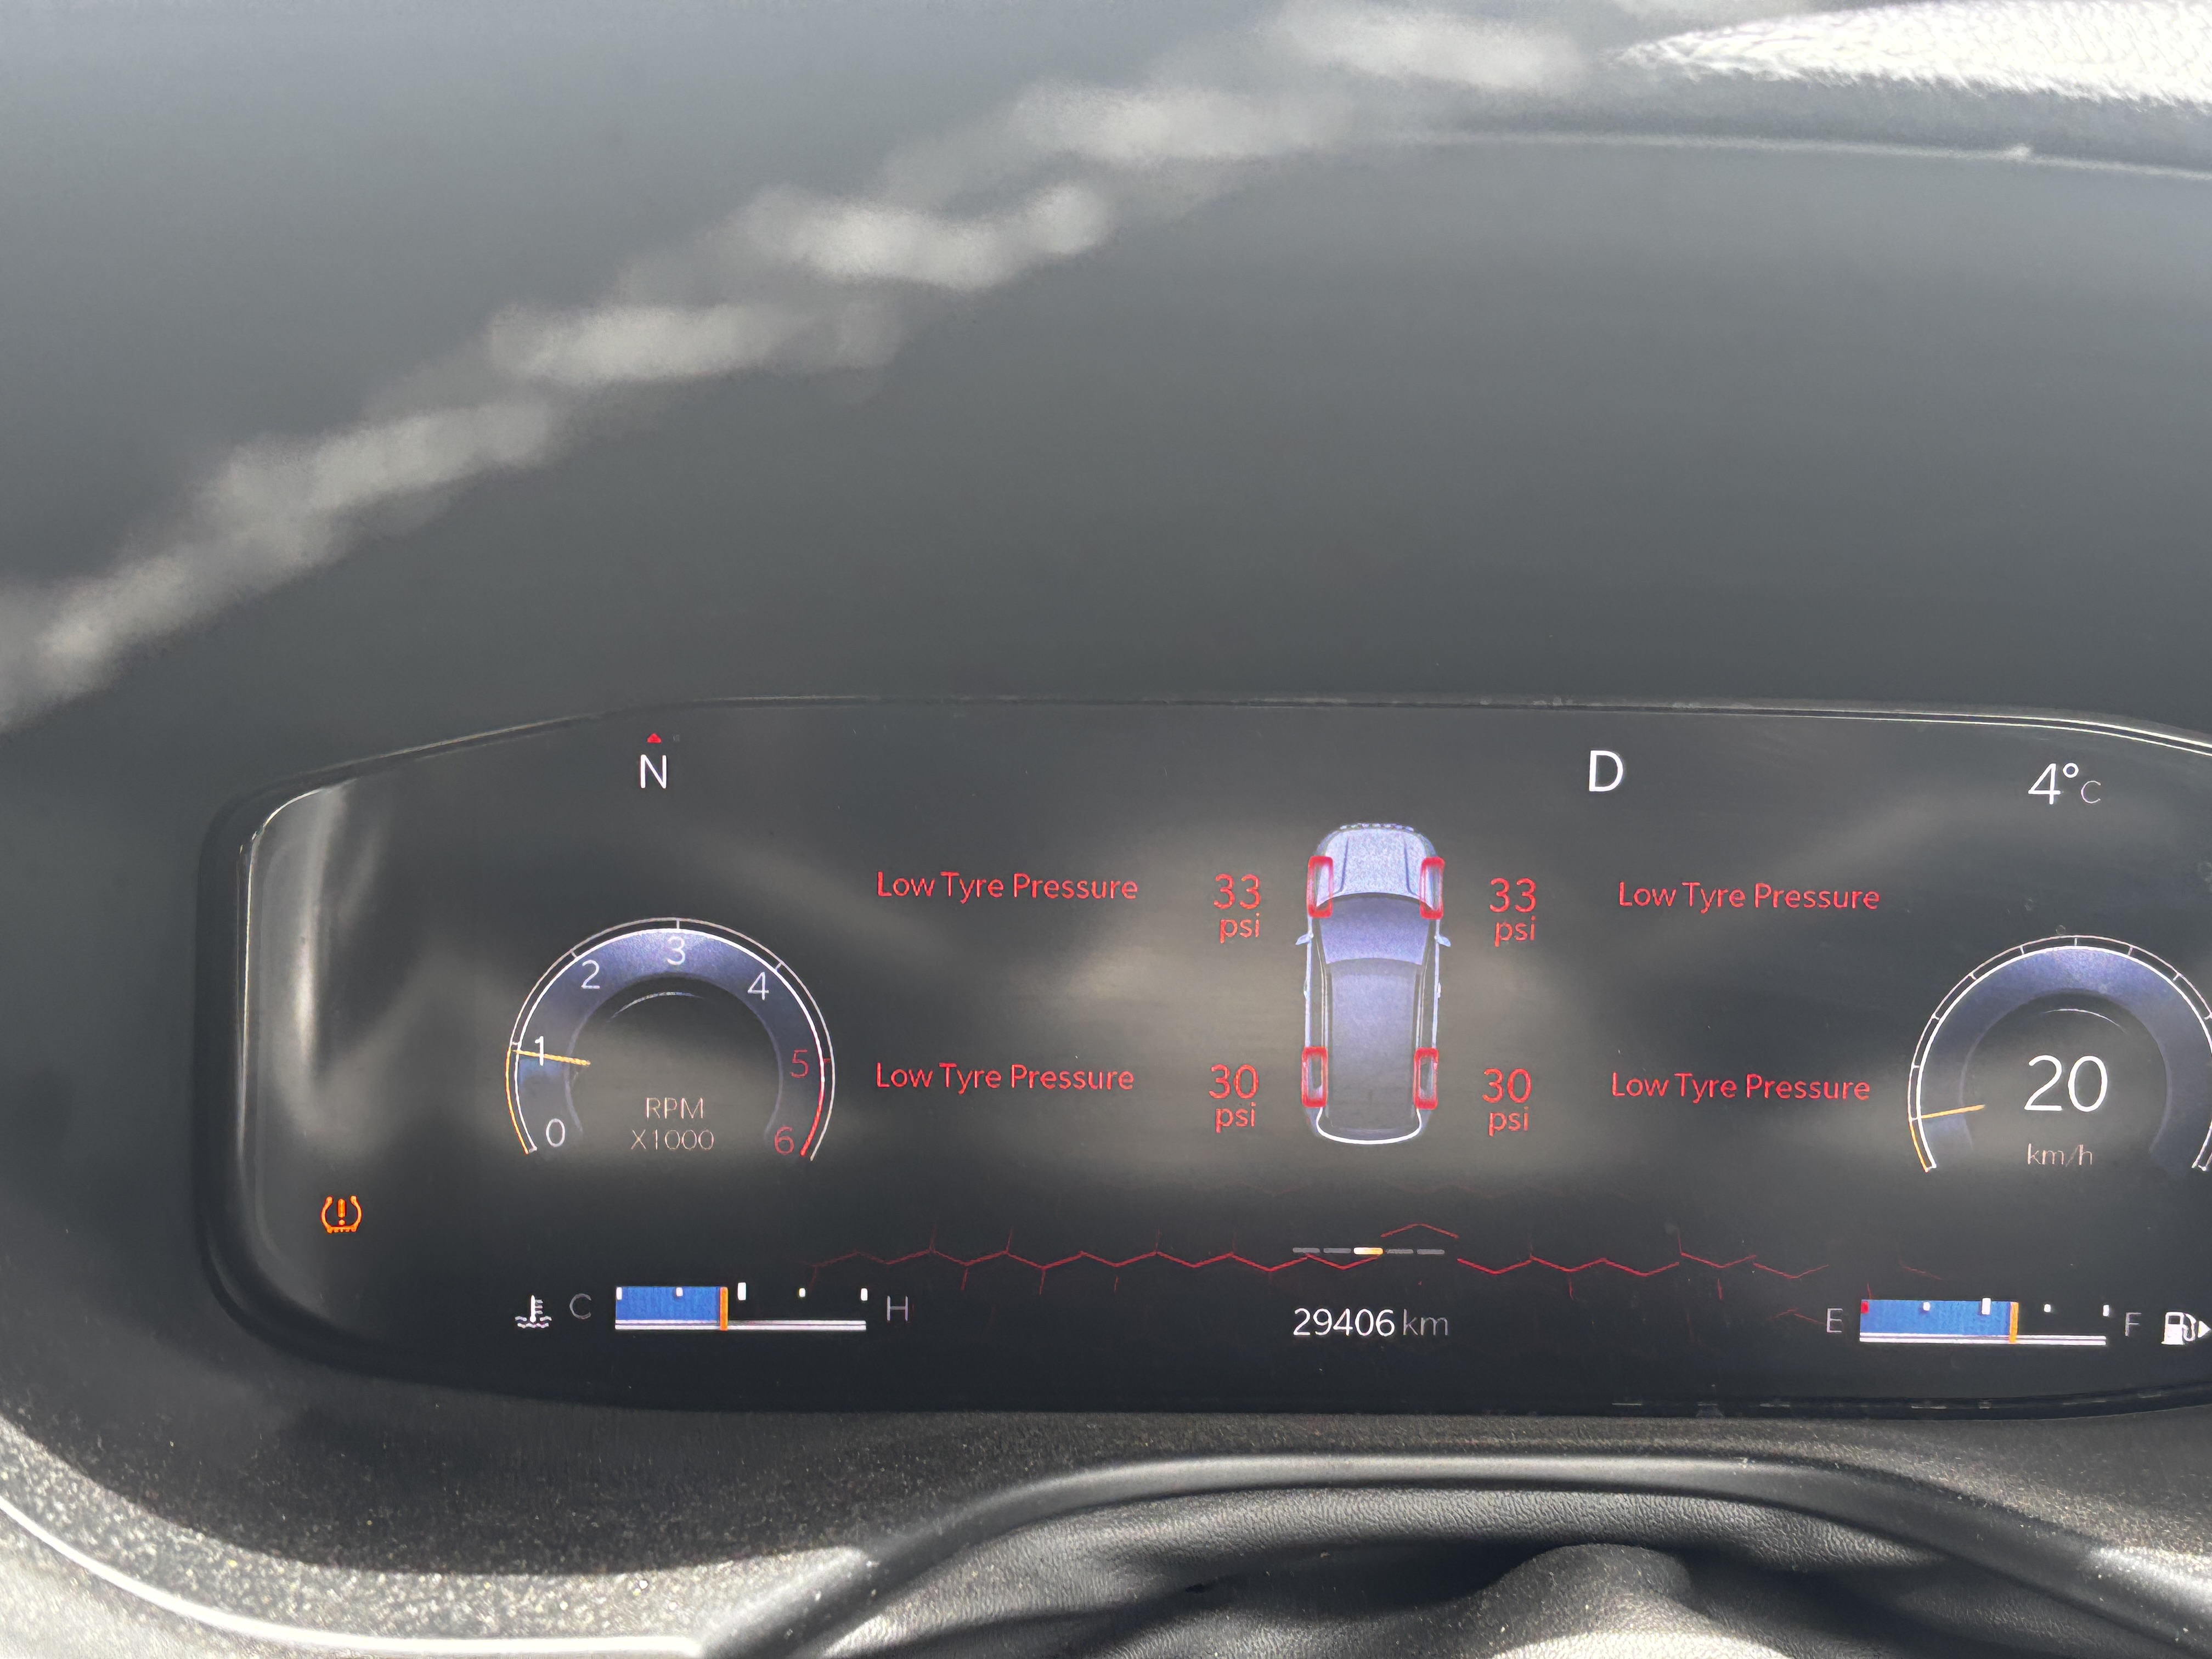 N
D
4°C
Low Tyre Pressure
33
psi
33
psi
Low Tyre Pressure
0
1
2
3
4
5
6
RPM
X1000
Low Tyre Pressure
30
psi
30
psi
Low Tyre Pressure
20
km/h
C
H
29406 km
E
F